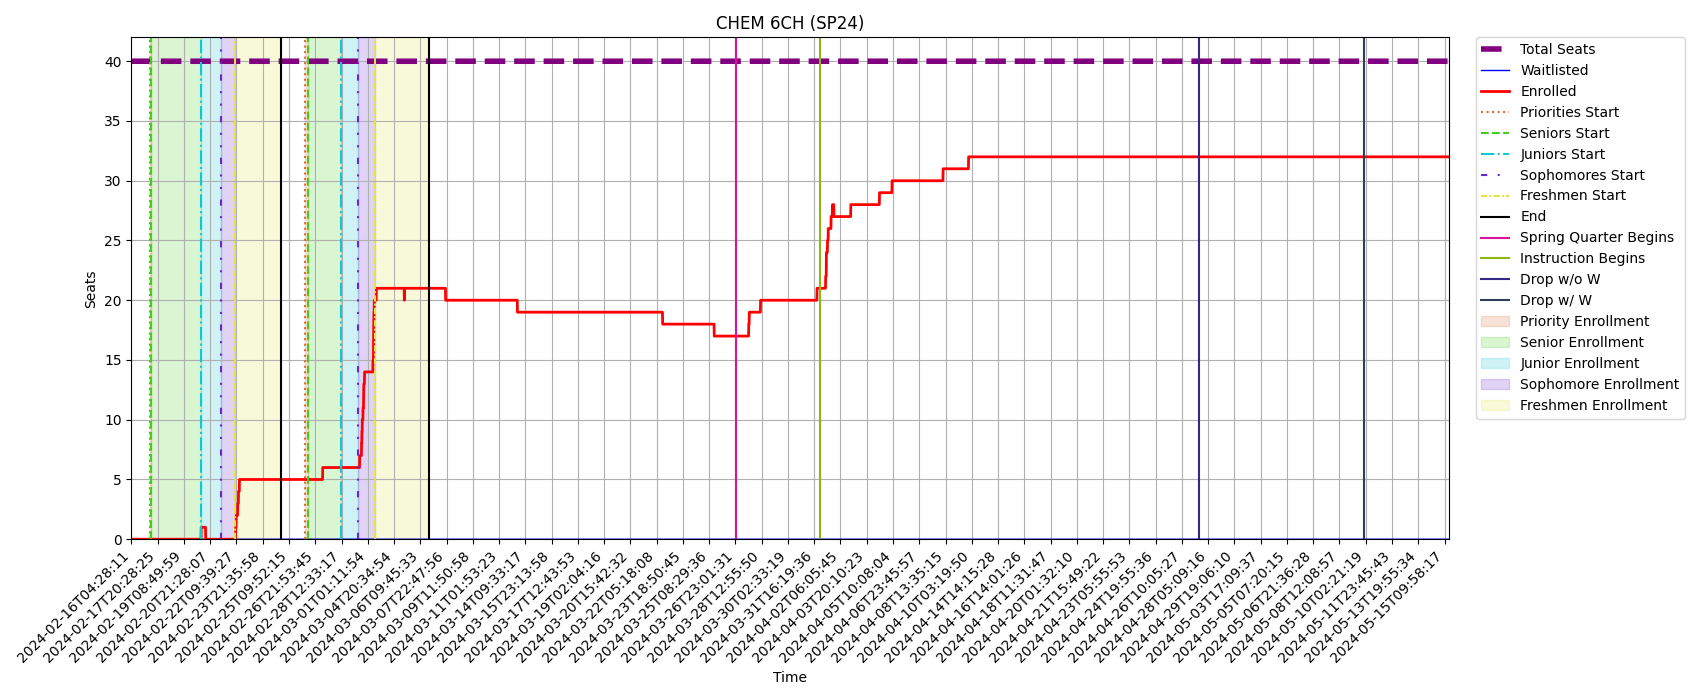 CHEM 6CH (SP24)
Seats
40
35
30
25
20
15
10
5
0
2024-02-16T04:28:11
2024-02-17T20:28:25
2024-02-19T08:49:59
2024-02-20T21:28:07
2024-02-22T09:39:27
2024-02-23T21:35:58
2024-02-25T09:52:15
2024-02-26T21:53:45
2024-02-28T12:33:17
2024-03-01T01:11:54
2024-03-04T20:34:54
2024-03-06T09:45:33
2024-03-07T22:47:56
2024-03-09T11:50:58
2024-03-11T01:53:23
2024-03-14T09:33:17
2024-03-15T23:13:58
2024-03-17T12:43:53
2024-03-19T02:04:16
2024-03-20T15:42:32
2024-03-22T05:18:08
2024-03-23T18:50:45
2024-03-25T08:29:36
2024-03-26T23:01:31
2024-03-28T12:55:50
2024-03-30T02:33:19
2024-03-31T16:19:36
2024-04-02T06:05:45
2024-04-03T20:10:23
2024-04-05T10:08:04
2024-04-06T23:45:57
2024-04-08T13:35:15
2024-04-10T03:19:50
2024-04-14T14:15:28
2024-04-16T14:01:26
2024-04-18T11:31:47
2024-04-20T01:32:10
2024-04-21T15:49:22
2024-04-23T05:55:53
2024-04-24T19:55:36
2024-04-26T10:05:27
2024-04-28T05:09:16
2024-04-29T19:06:10
2024-05-03T17:09:37
2024-05-05T07:20:15
2024-05-06T21:36:28
2024-05-08T12:08:57
2024-05-10T02:21:19
2024-05-11T23:45:43
2024-05-13T19:55:34
2024-05-15T09:58:17
Time
Total Seats
Waitlisted
Enrolled
Priorities Start
Seniors Start
Juniors Start
Sophomores Start
Freshmen Start
End
Spring Quarter Begins
Instruction Begins
Drop w/o W
Drop w/ W
Priority Enrollment
Senior Enrollment
Junior Enrollment
Sophomore Enrollment
Freshmen Enrollment